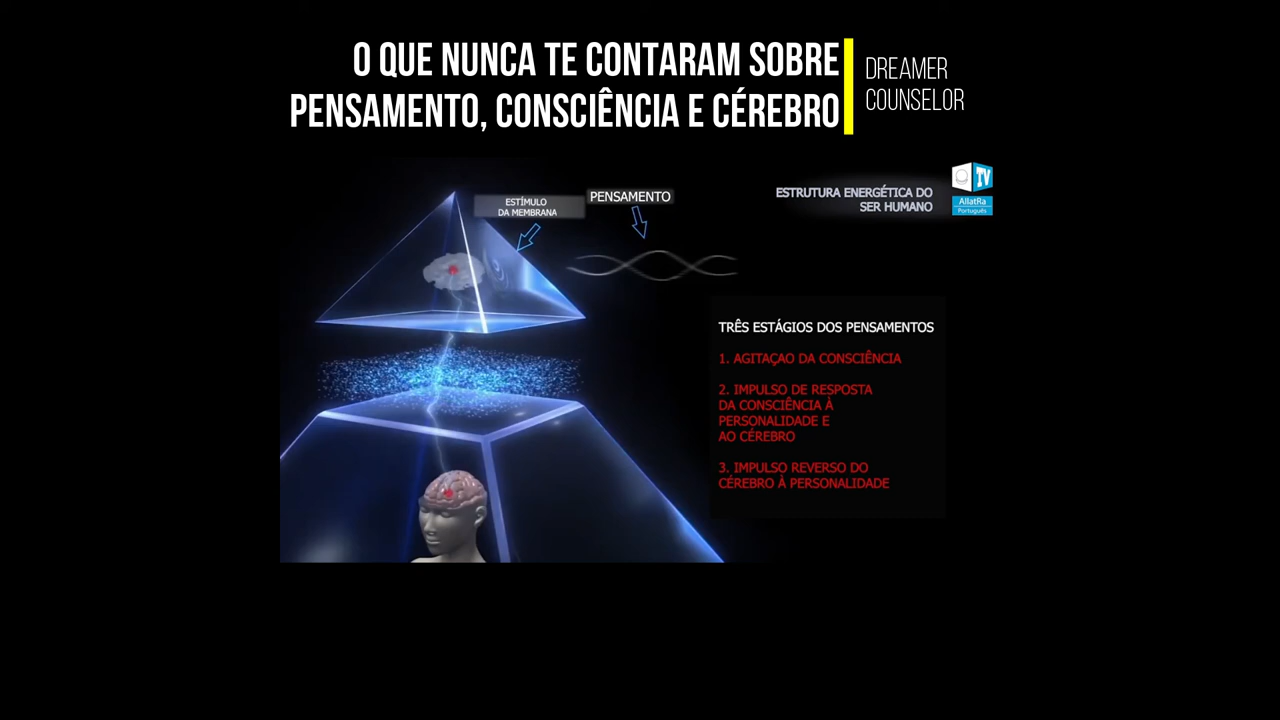 O QUE NUNCA TE CONTARAM SOBRE
PENSAMENTO, CONSCIÊNCIA E CÉREBRO
DREAMER
COUNSELOR
ESTÍMULO
DA MEMBRANA
PENSAMENTO
ESTRUTURA ENERGÉTICA DO
SER HUMANO
TV
AllatRa
Português
TRÊS ESTÁGIOS DOS PENSAMENTOS
1. AGITAÇAO DA CONSCIÊNCIA
2. IMPULSO DE RESPOSTA
DA CONSCIÊNCIA À
PERSONALIDADE E
AO CÉREBRO
3. IMPULSO REVERSO DO
CÉREBRO À PERSONALIDADE